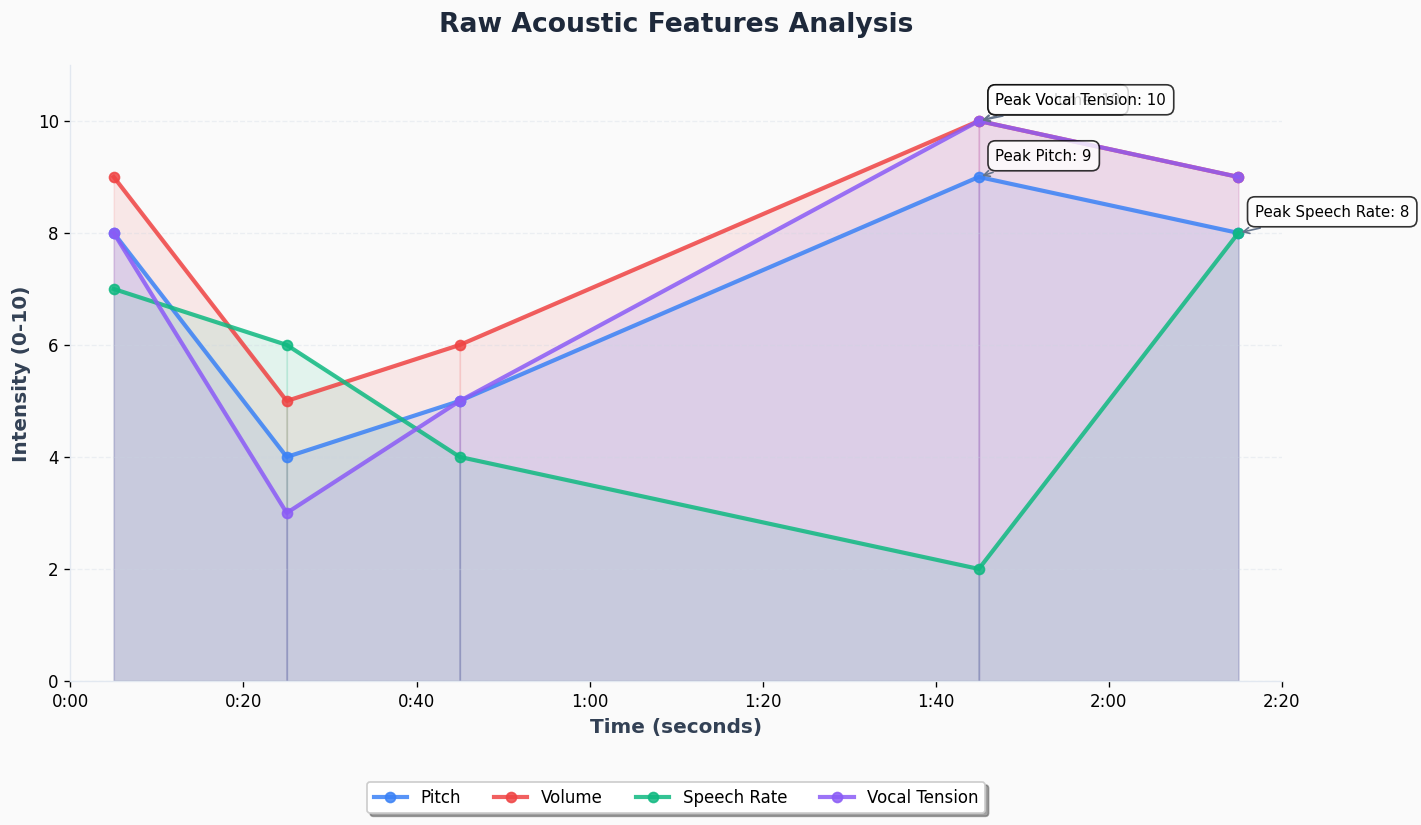 Raw Acoustic Features Analysis
Peak Vocal Tension: 10
Peak Pitch: 9
Peak Speech Rate: 8
Intensity (0-10)
10
8
6
4
2
0
0:00 0:20 0:40 1:00 1:20 1:40 2:00 2:20
Time (seconds)
Pitch Volume Speech Rate Vocal Tension